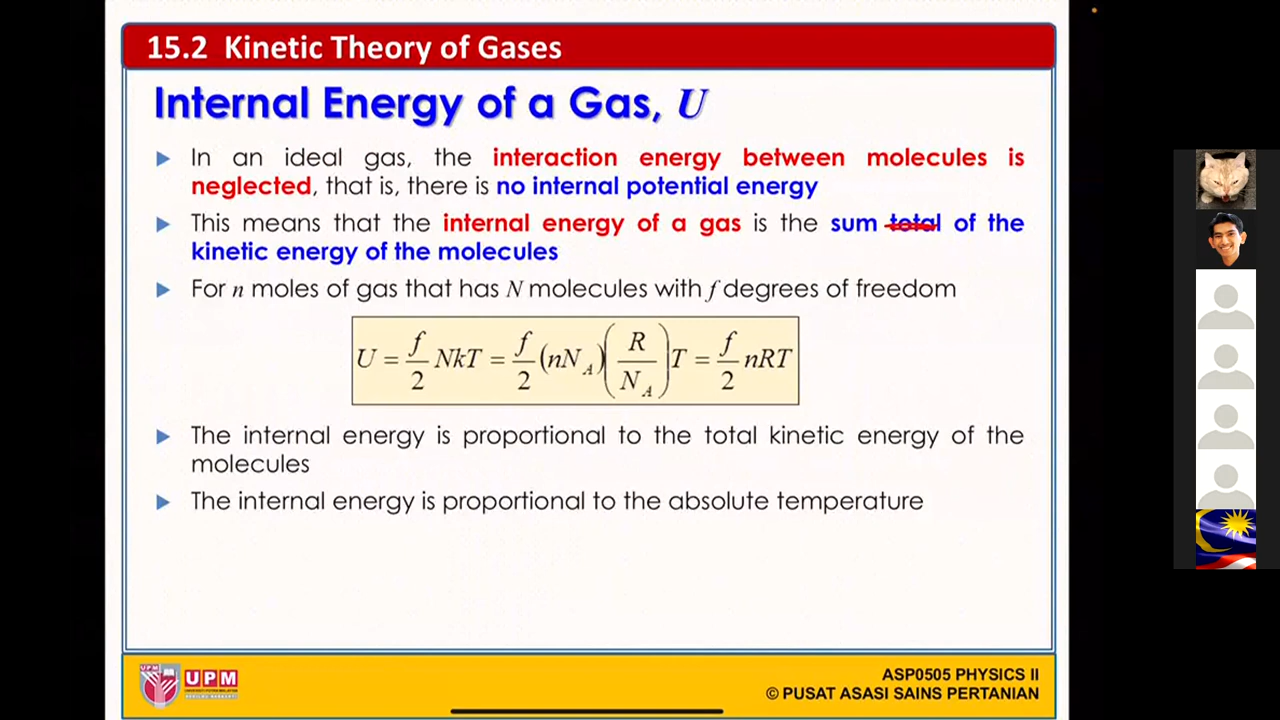 15.2 Kinetic Theory of Gases
Internal Energy of a Gas, U
In an ideal gas, the interaction energy between molecules is
neglected, that is, there is no internal potential energy
This means that the internal energy of a gas is the sum total of the
kinetic energy of the molecules
For n moles of gas that has N molecules with f degrees of freedom
U = f/2 NkT = f/2 (nN_A)(R/N_A)T = f/2 nRT
The internal energy is proportional to the total kinetic energy of the
molecules
The internal energy is proportional to the absolute temperature
UPM
UPM
ASP0505 PHYSICS II
© PUSAT ASASI SAINS PERTANIAN